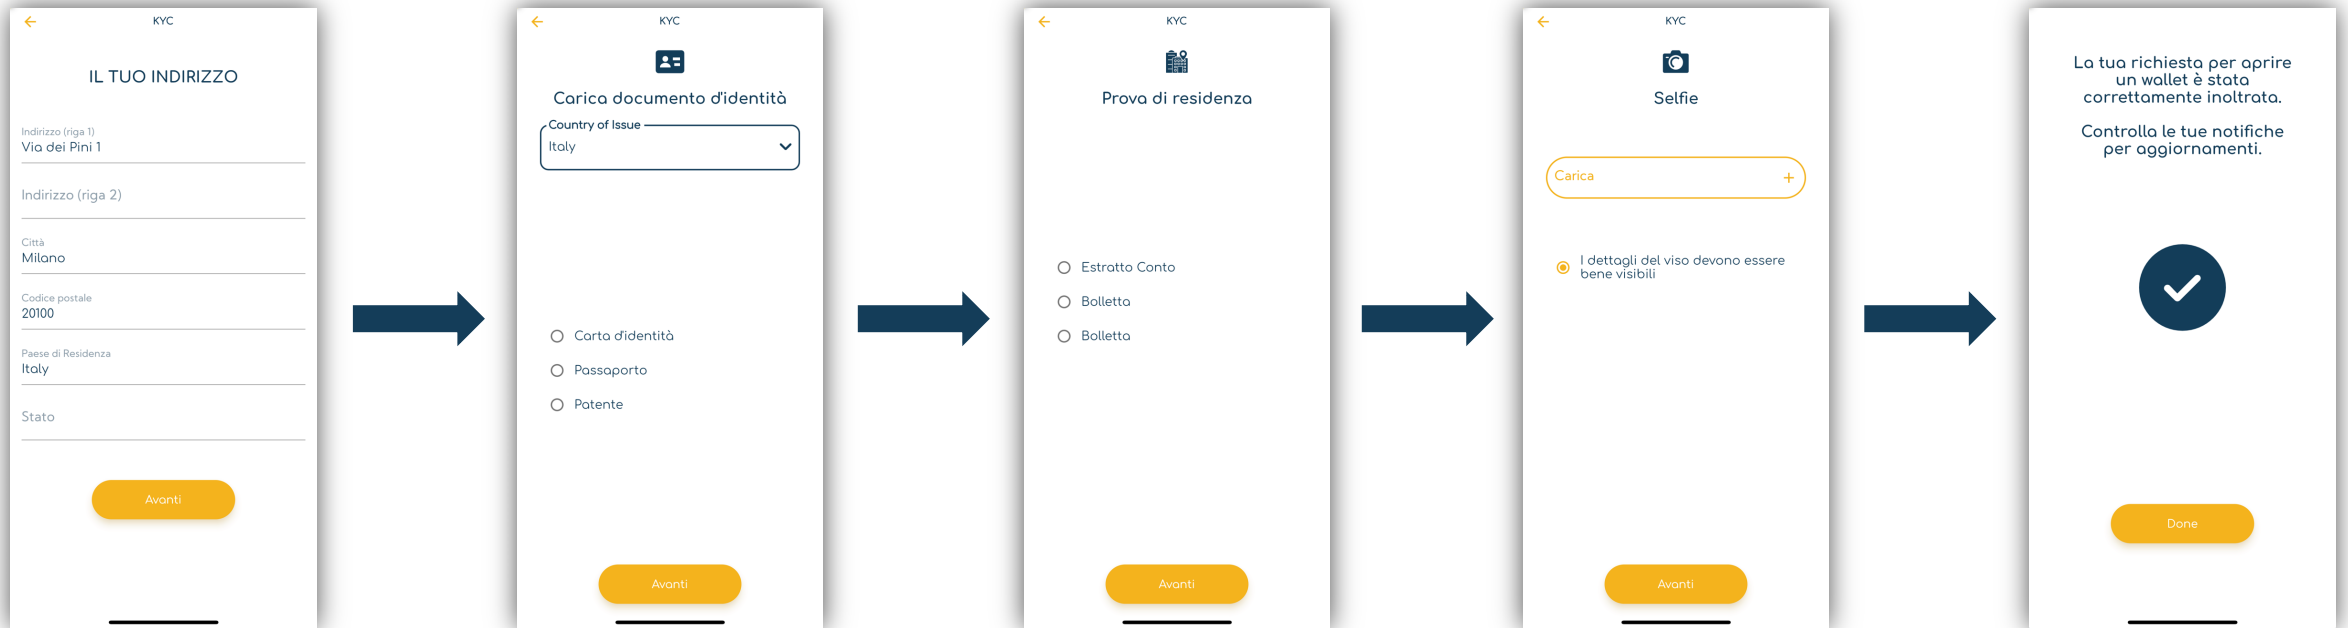 KYC
IL TUO INDIRIZZO
Indirizzo (riga 1)
Via dei Pini 1
Indirizzo (riga 2)
Città
Milano
Codice postale
20100
Paese di Residenza
Italy
Stato
Avanti
KYC
Carica documento d'identità
Country of Issue
Italy
Carta d'identità
Passaporto
Patente
Avanti
KYC
Prova di residenza
Estratto Conto
Bolletta
Bolletta
Avanti
KYC
Selfie
Carica +
I dettagli del viso devono essere
bene visibili
Avanti
La tua richiesta per aprire
un wallet è stata
correttamente inoltrata.
Controlla le tue notifiche
per aggiornamenti.
Done